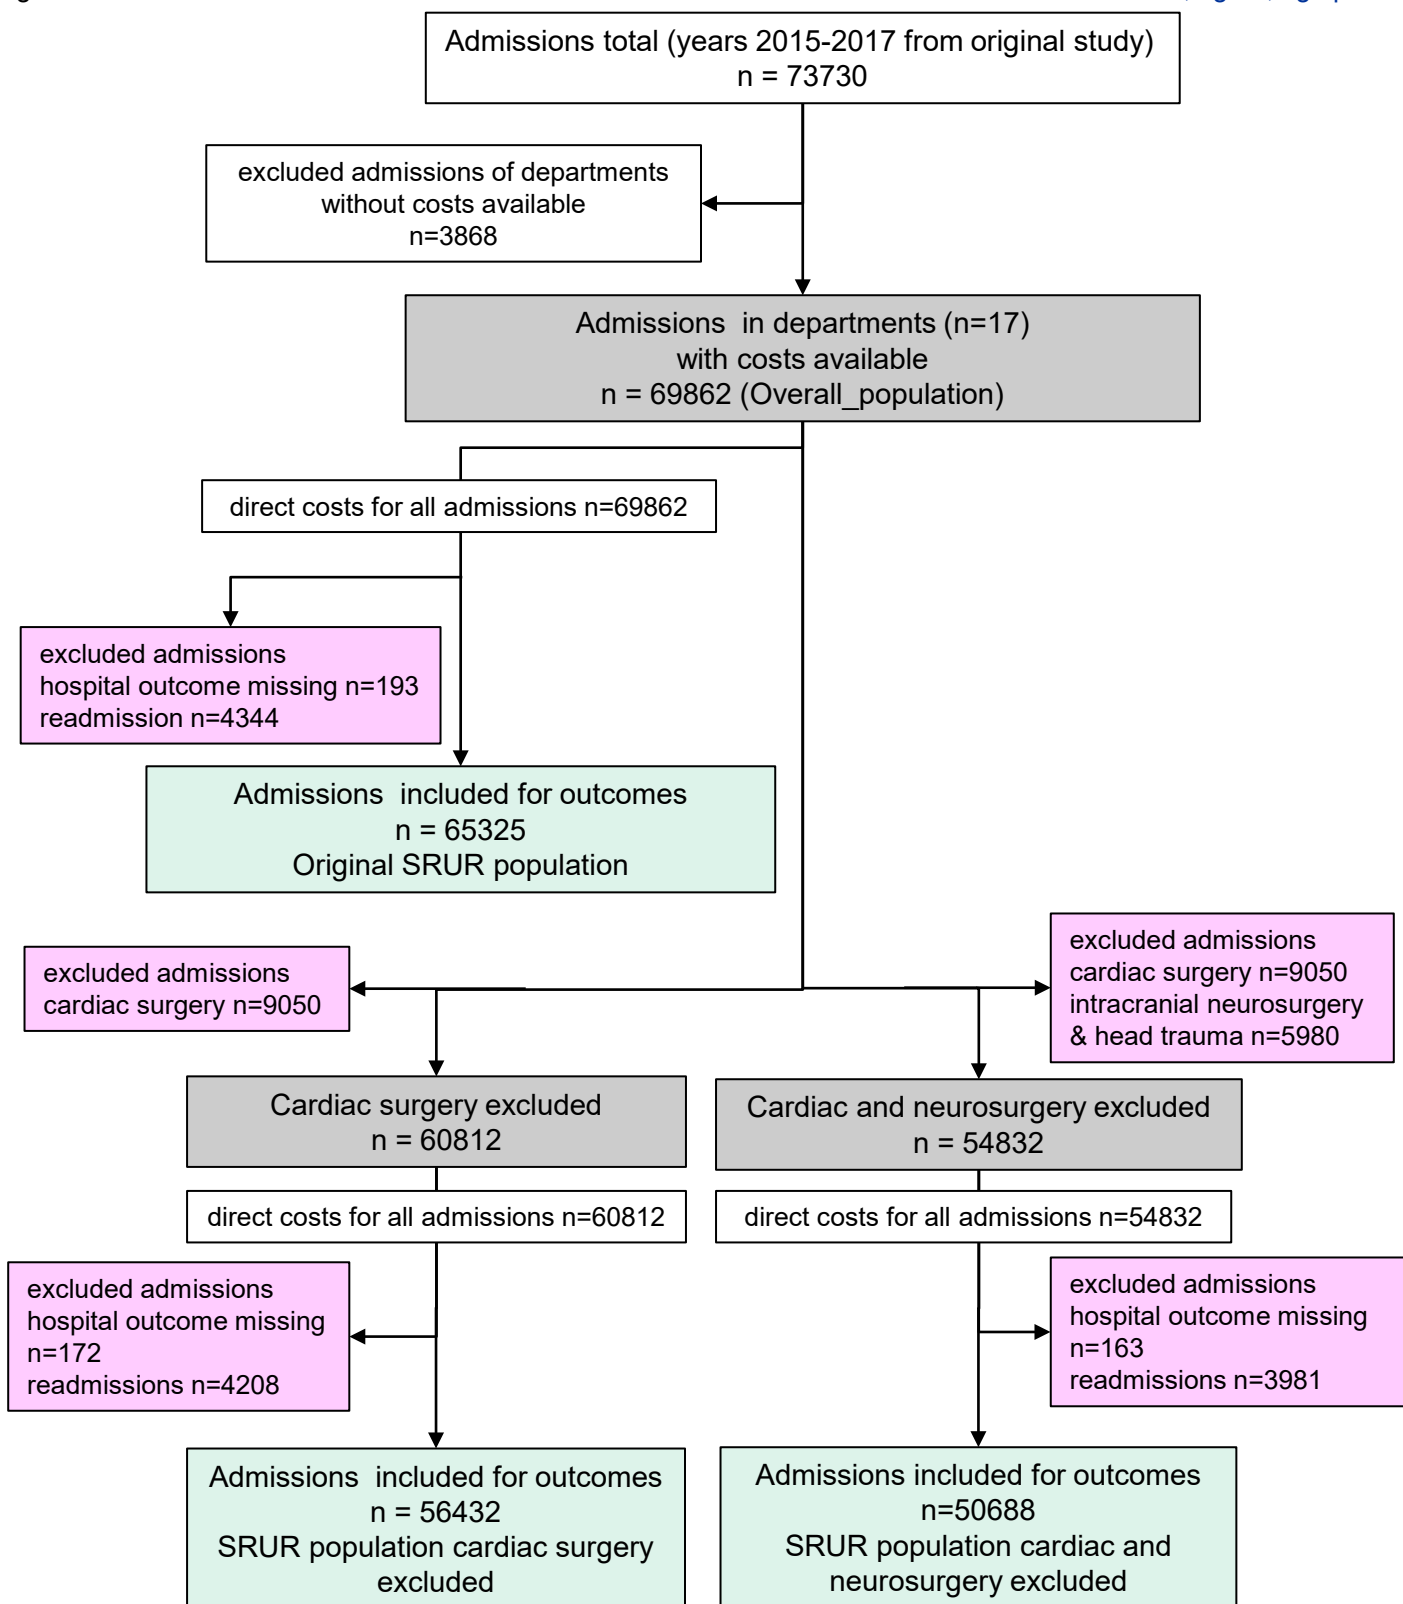 Admissions total (years 2015-2017 from original study)
n = 73730
excluded admissions of departments
without costs available
n=3868
Admissions in departments (n=17)
with costs available
n = 69862 (Overall_population)
direct costs for all admissions n=69862
excluded admissions
hospital outcome missing n=193
readmission n=4344
Admissions included for outcomes
n = 65325
Original SRUR population
excluded admissions
cardiac surgery n=9050
excluded admissions
cardiac surgery n=9050
intracranial neurosurgery
& head trauma n=5980
Cardiac surgery excluded
n = 60812
Cardiac and neurosurgery excluded
n = 54832
direct costs for all admissions n=60812
direct costs for all admissions n=54832
excluded admissions
hospital outcome missing
n=172
readmissions n=4208
excluded admissions
hospital outcome missing
n=163
readmissions n=3981
Admissions included for outcomes
n = 56432
SRUR population cardiac surgery
excluded
Admissions included for outcomes
n=50688
SRUR population cardiac and
neurosurgery excluded